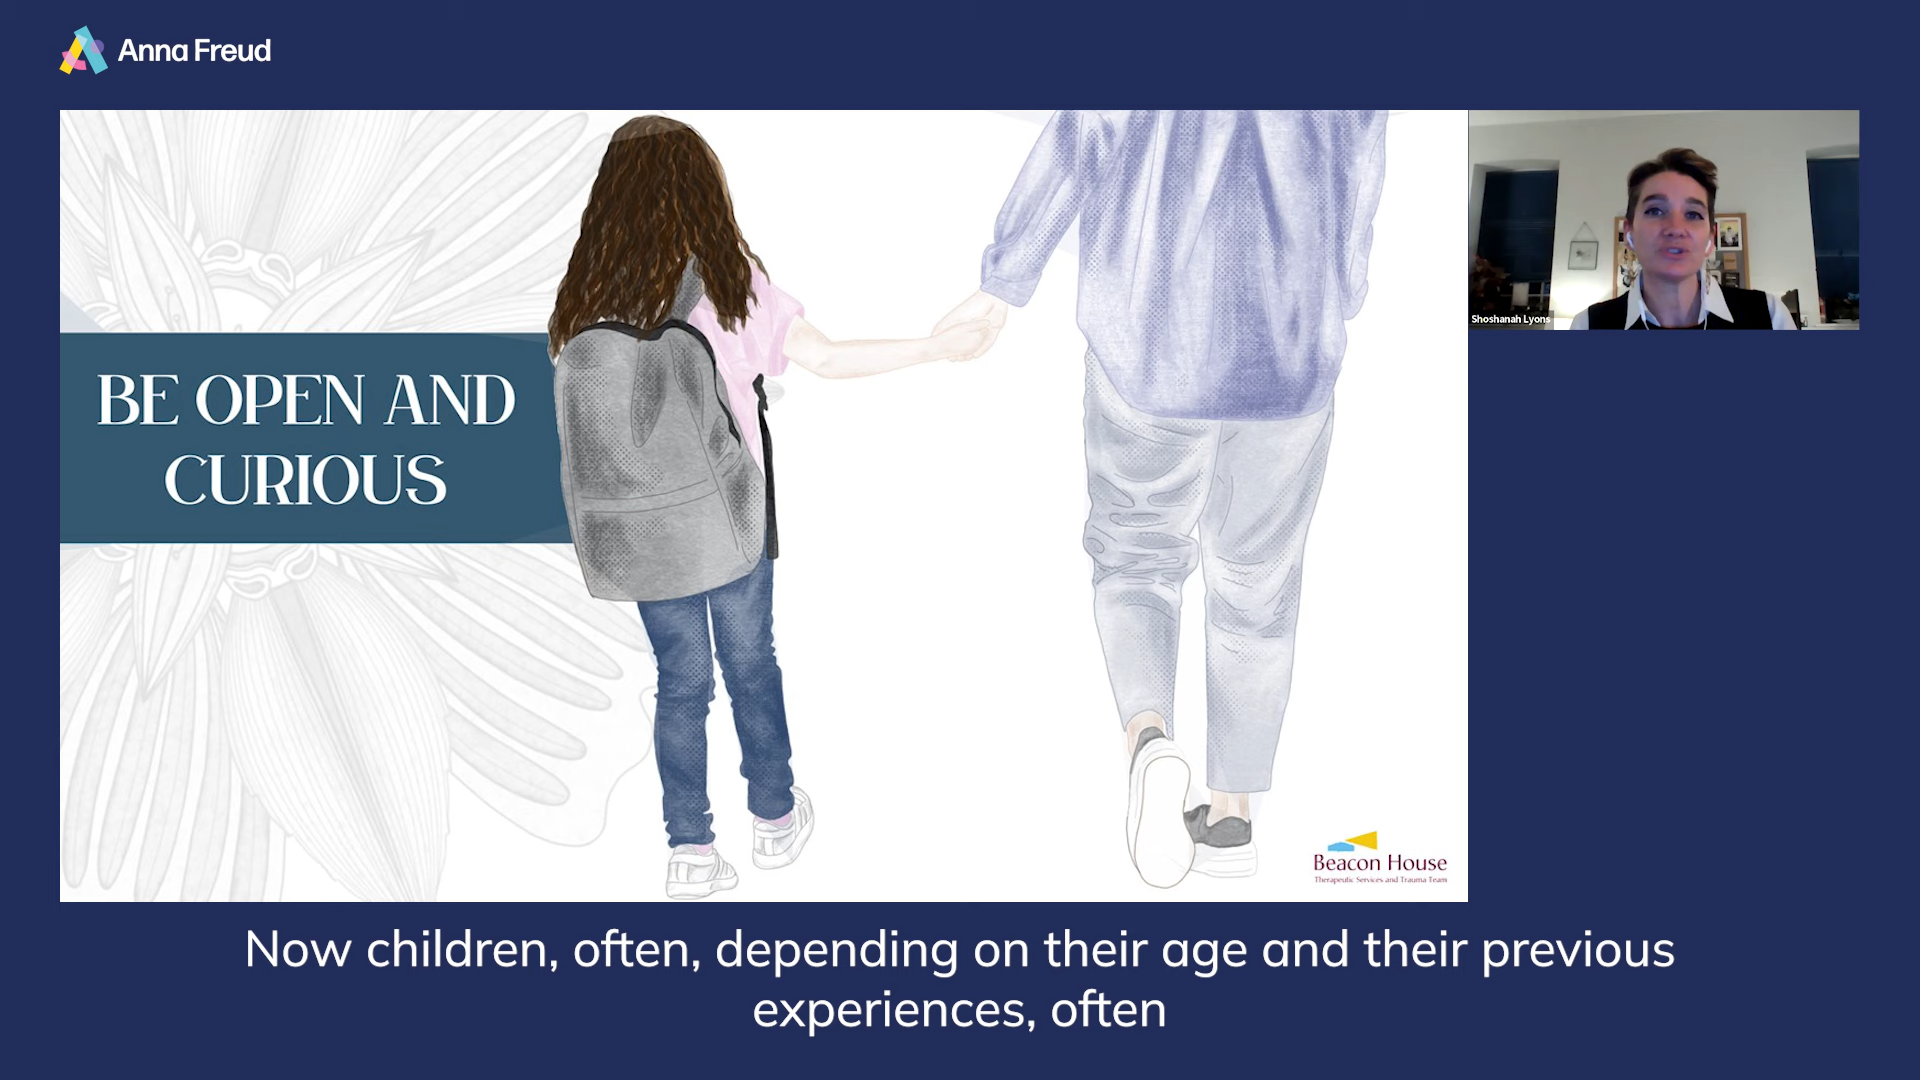 Anna Freud
BE OPEN AND
CURIOUS
Shoshanah Lyons
Beacon House
Therapeutic Services and Trauma Team
Now children, often, depending on their age and their previous
experiences, often